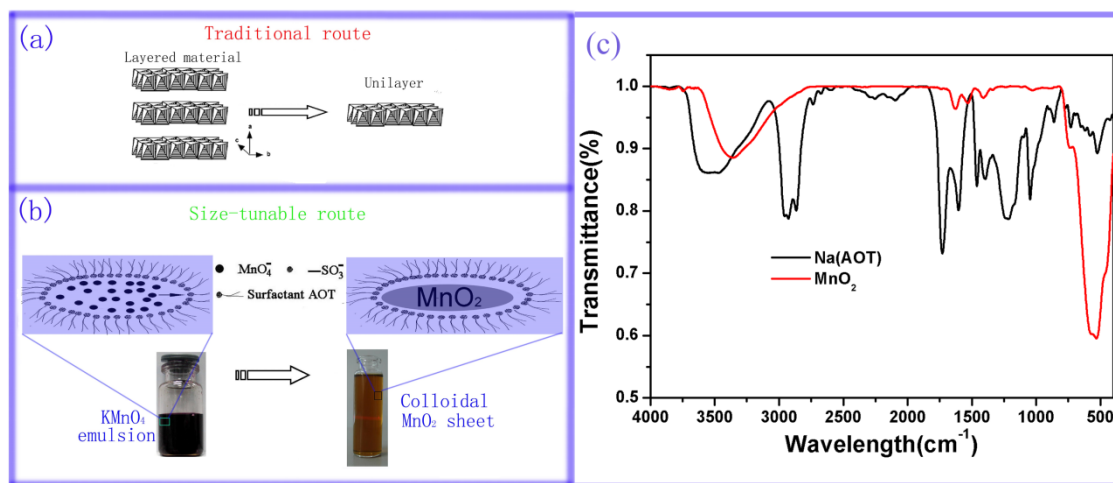 (a)
Traditional route
Layered material
Unilayer
a
c
b
(b)
Size-tunable route
MnO₄⁻
—SO₃⁻
Surfactant AOT
MnO₂
KMnO₄
emulsion
Colloidal
MnO₂ sheet
(c)
Transmittance(%)
1.0
0.9
0.8
0.7
0.6
0.5
Na(AOT)
MnO₂
4000 3500 3000 2500 2000 1500 1000 500
Wavelength(cm⁻¹)